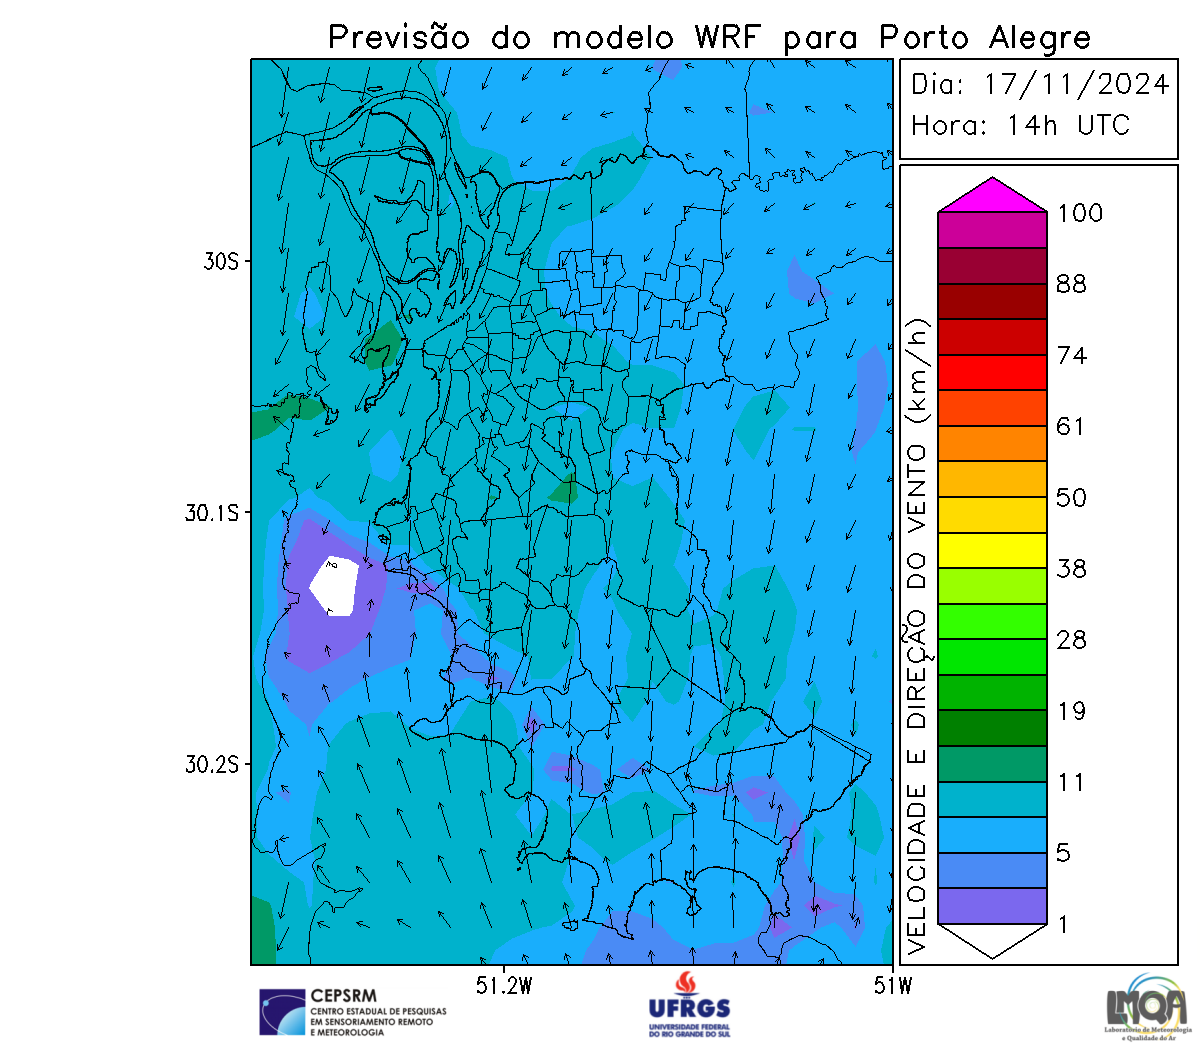 Previsão do modelo WRF para Porto Alegre
Dia: 17/11/2024
Hora: 14h UTC
30S
30.1S
30.2S
51.2W
51W
VELOCIDADE E DIREÇÃO DO VENTO (km/h)
100
88
74
61
50
38
28
19
11
5
1
CEPSRM
CENTRO ESTADUAL DE PESQUISAS
EM SENSORIAMENTO REMOTO
E METEOROLOGIA
UFRGS
UNIVERSIDADE FEDERAL
DO RIO GRANDE DO SUL
LMQA
Laboratório de Meteorologia
e Qualidade do Ar